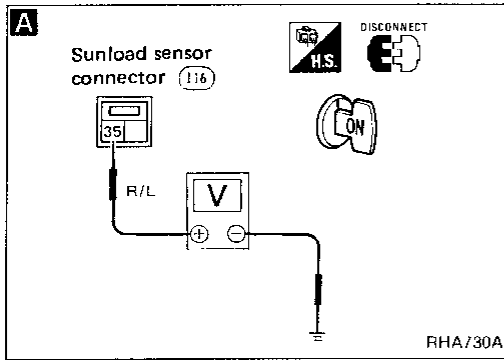 A
Sunload sensor
connector 116
DISCONNECT
H.S.
35
ON
R/L
V
+ −
RHA730A